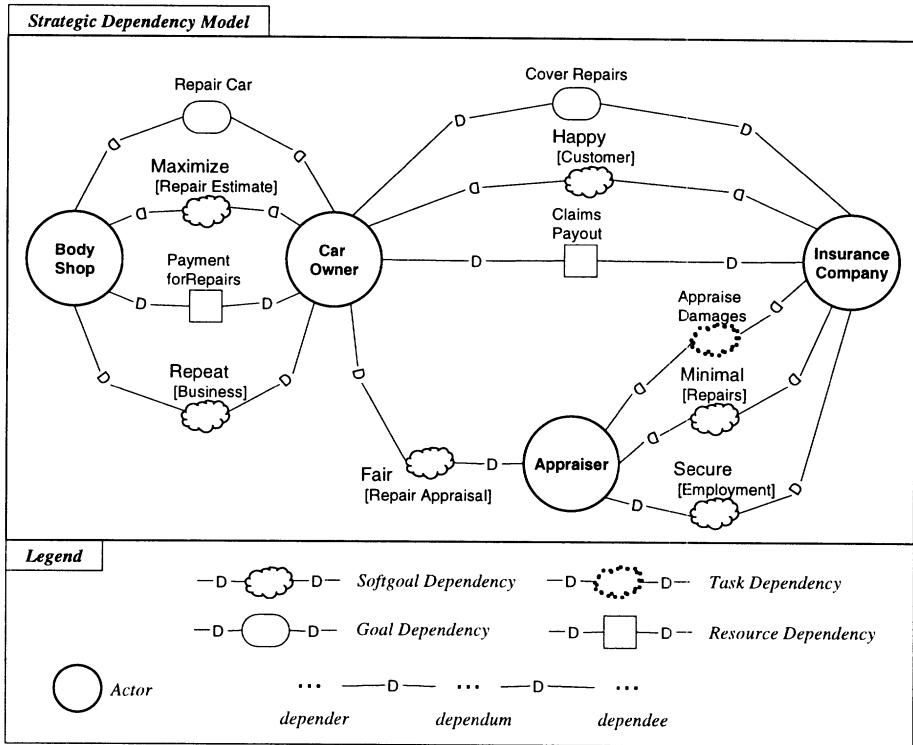 Strategic Dependency Model
Repair Car
D
D
Maximize
[Repair Estimate]
D
D
Body
Shop
Payment
forRepairs
D
D
Repeat
[Business]
D
D
Car
Owner
Cover Repairs
D
D
Happy
[Customer]
D
D
Claims
Payout
D
D
Insurance
Company
Appraise
Damages
D
D
Minimal
[Repairs]
D
D
Secure
[Employment]
D
D
Appraiser
D
D
Fair
[Repair Appraisal]
Legend
D D Softgoal Dependency
D D Task Dependency
D D Goal Dependency
D D Resource Dependency
Actor
... D ... D ...
depender dependum dependee